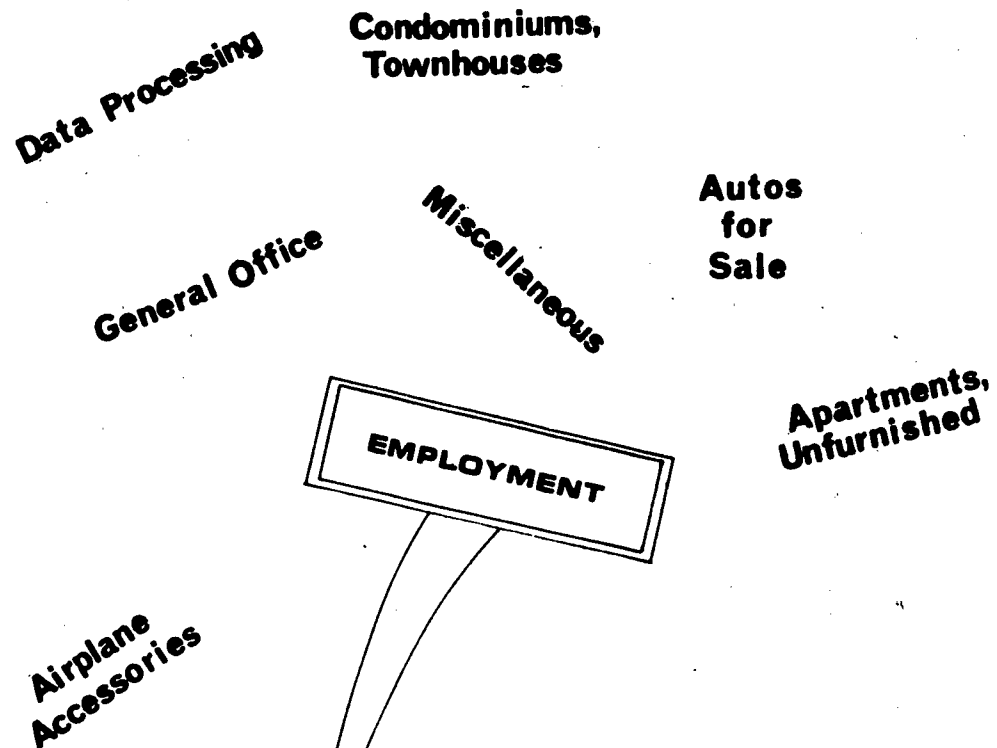 Condominiums,
Townhouses
Data Processing
Autos
for
Sale
Miscellaneous
General Office
Apartments,
Unfurnished
EMPLOYMENT
Airplane
Accessories